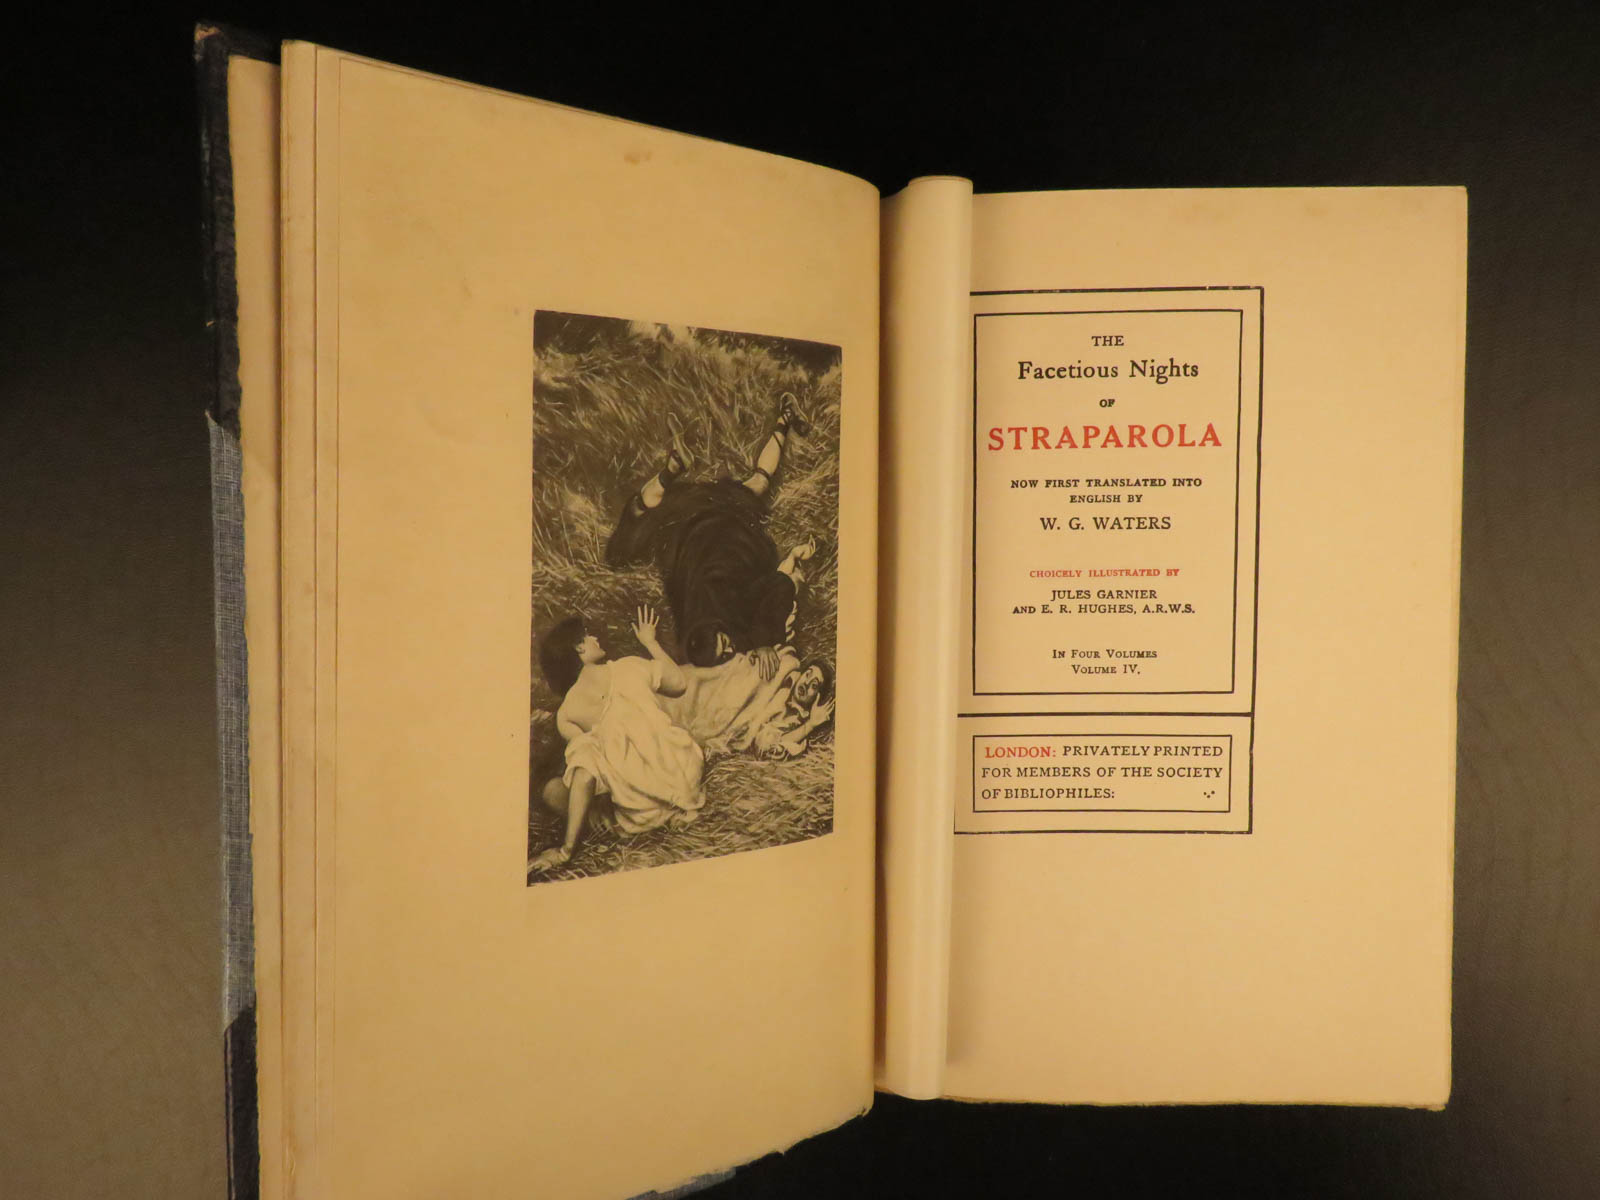 THE
Facetious Nights
OF
STRAPAROLA
NOW FIRST TRANSLATED INTO
ENGLISH BY
W. G. WATERS
CHOICELY ILLUSTRATED BY
JULES GARNIER
AND E. R. HUGHES, A.R.W.S.
IN FOUR VOLUMES
VOLUME IV.
LONDON: PRIVATELY PRINTED
FOR MEMBERS OF THE SOCIETY
OF BIBLIOPHILES: